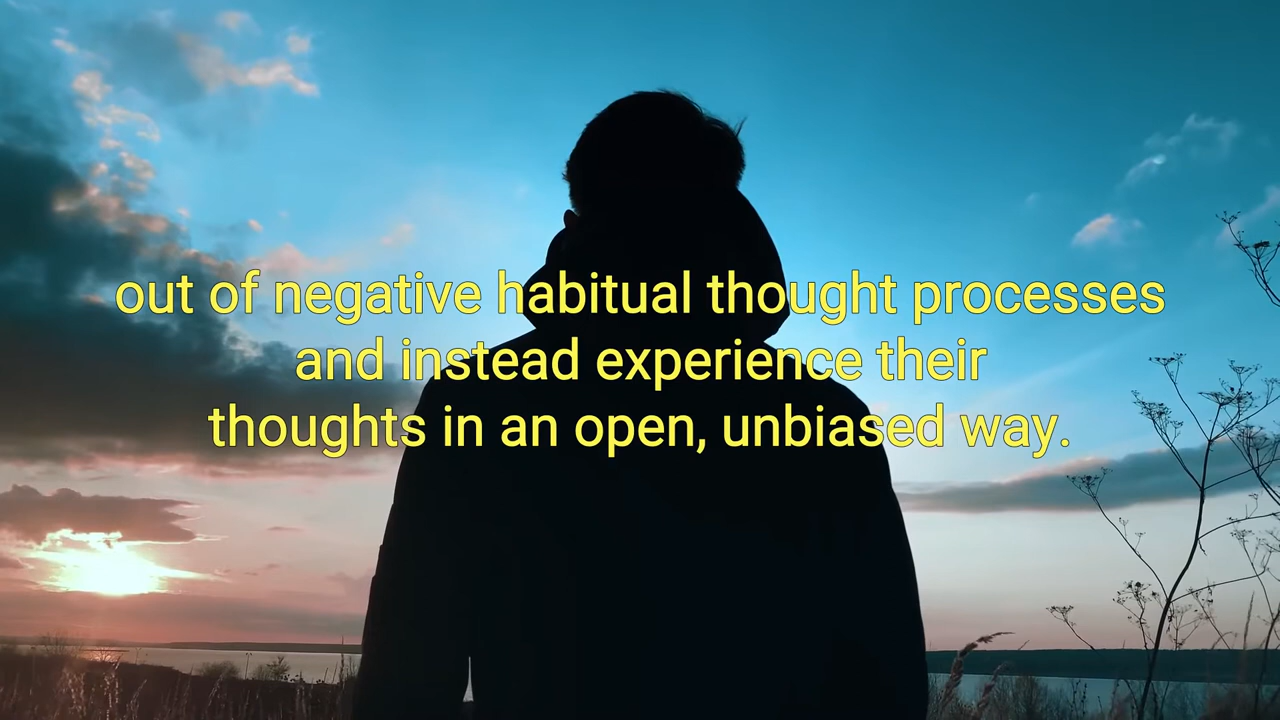 out of negative habitual thought processes
and instead experience their
thoughts in an open, unbiased way.